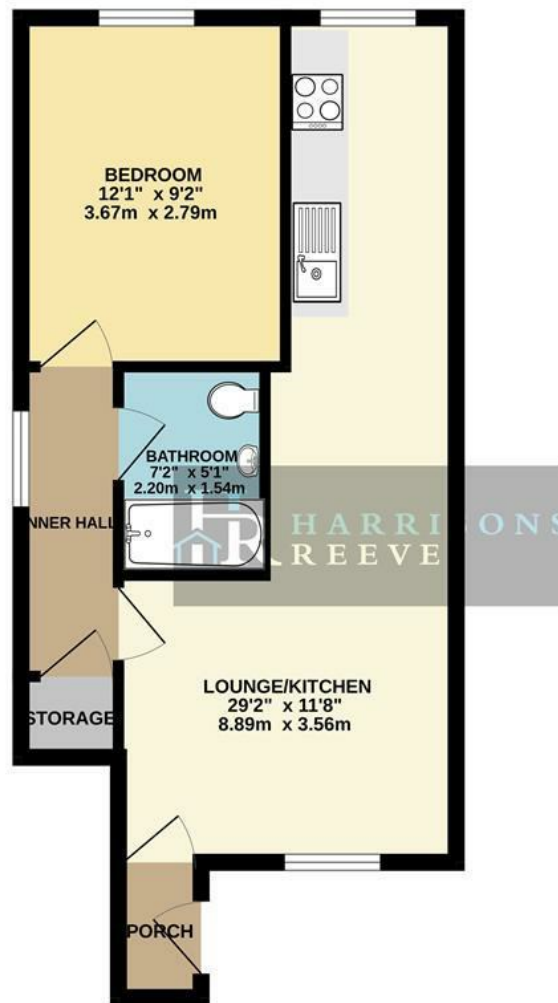 BEDROOM
12'1" x 9'2"
3.67m x 2.79m
BATHROOM
7'2" x 5'1"
2.20m x 1.54m
NNER HALL
HR HARRISONS
REEVE
LOUNGE/KITCHEN
29'2" x 11'8"
8.89m x 3.56m
STORAGE
PORCH